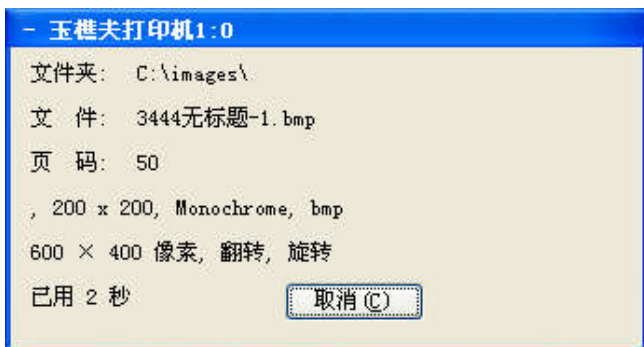 - 玉樵夫打印机1:0
文件夹: C:\images\
文 件: 3444无标题-1.bmp
页 码: 50
, 200 x 200, Monochrome, bmp
600 × 400 像素, 翻转, 旋转
已用 2 秒
取消(C)